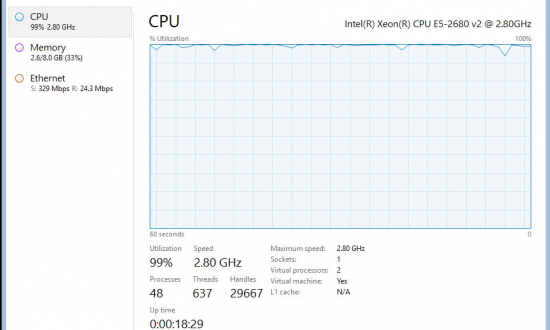 CPU
99% 2.80 GHz
Memory
2.6/8.0 GB (33%)
Ethernet
S: 329 Mbps R: 24.3 Mbps
CPU
Intel(R) Xeon(R) CPU E5-2680 v2 @ 2.80GHz
% Utilization
100%
60 seconds
0
Utilization
Speed
99%
2.80 GHz
Processes
Threads
Handles
48
637
29667
Up time
0:00:18:29
Maximum speed:
2.80 GHz
Sockets:
1
Virtual processors:
2
Virtual machine:
Yes
L1 cache:
N/A